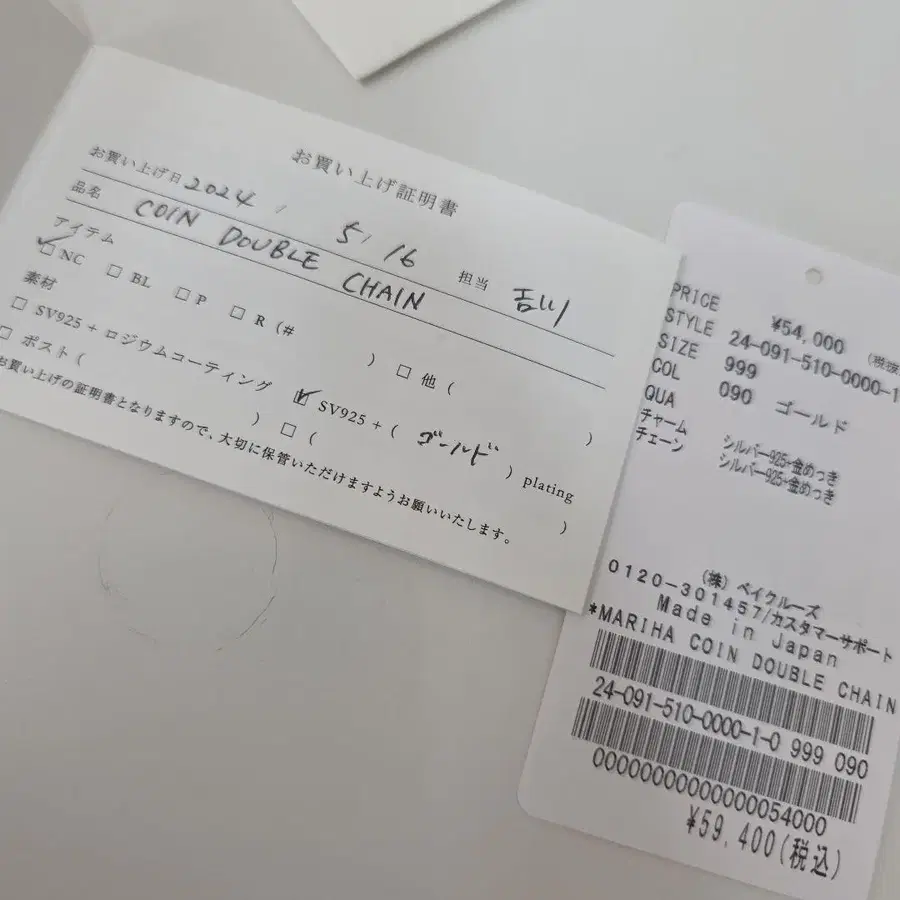 お買い上げ証明書
お買い上げ日 2024, 5, 16 担当 吉川
品名 COIN DOUBLE CHAIN
アイテム
☑ NC □ BL □ P □ R (# ) □ 他 ( )
素材
□ SV925 + ロジウムコーティング ☑ SV925 + ( ゴールド ) plating
□ ポスト ( ) □ ( )
お買い上げの証明書となりますので、大切に保管いただけますようお願いいたします。
PRICE ¥54,000 (税抜
STYLE 24-091-510-0000-1
SIZE 999
COL 090 ゴールド
QUA
チャーム シルバー925+金めっき
チェーン シルバー925+金めっき
(株) ベイクルーズ
0120-301457/カスタマーサポート
Made in Japan
*MARIHA COIN DOUBLE CHAIN
24-091-510-0000-1-0 999 090
00000000000000054000
¥59,400(税込)